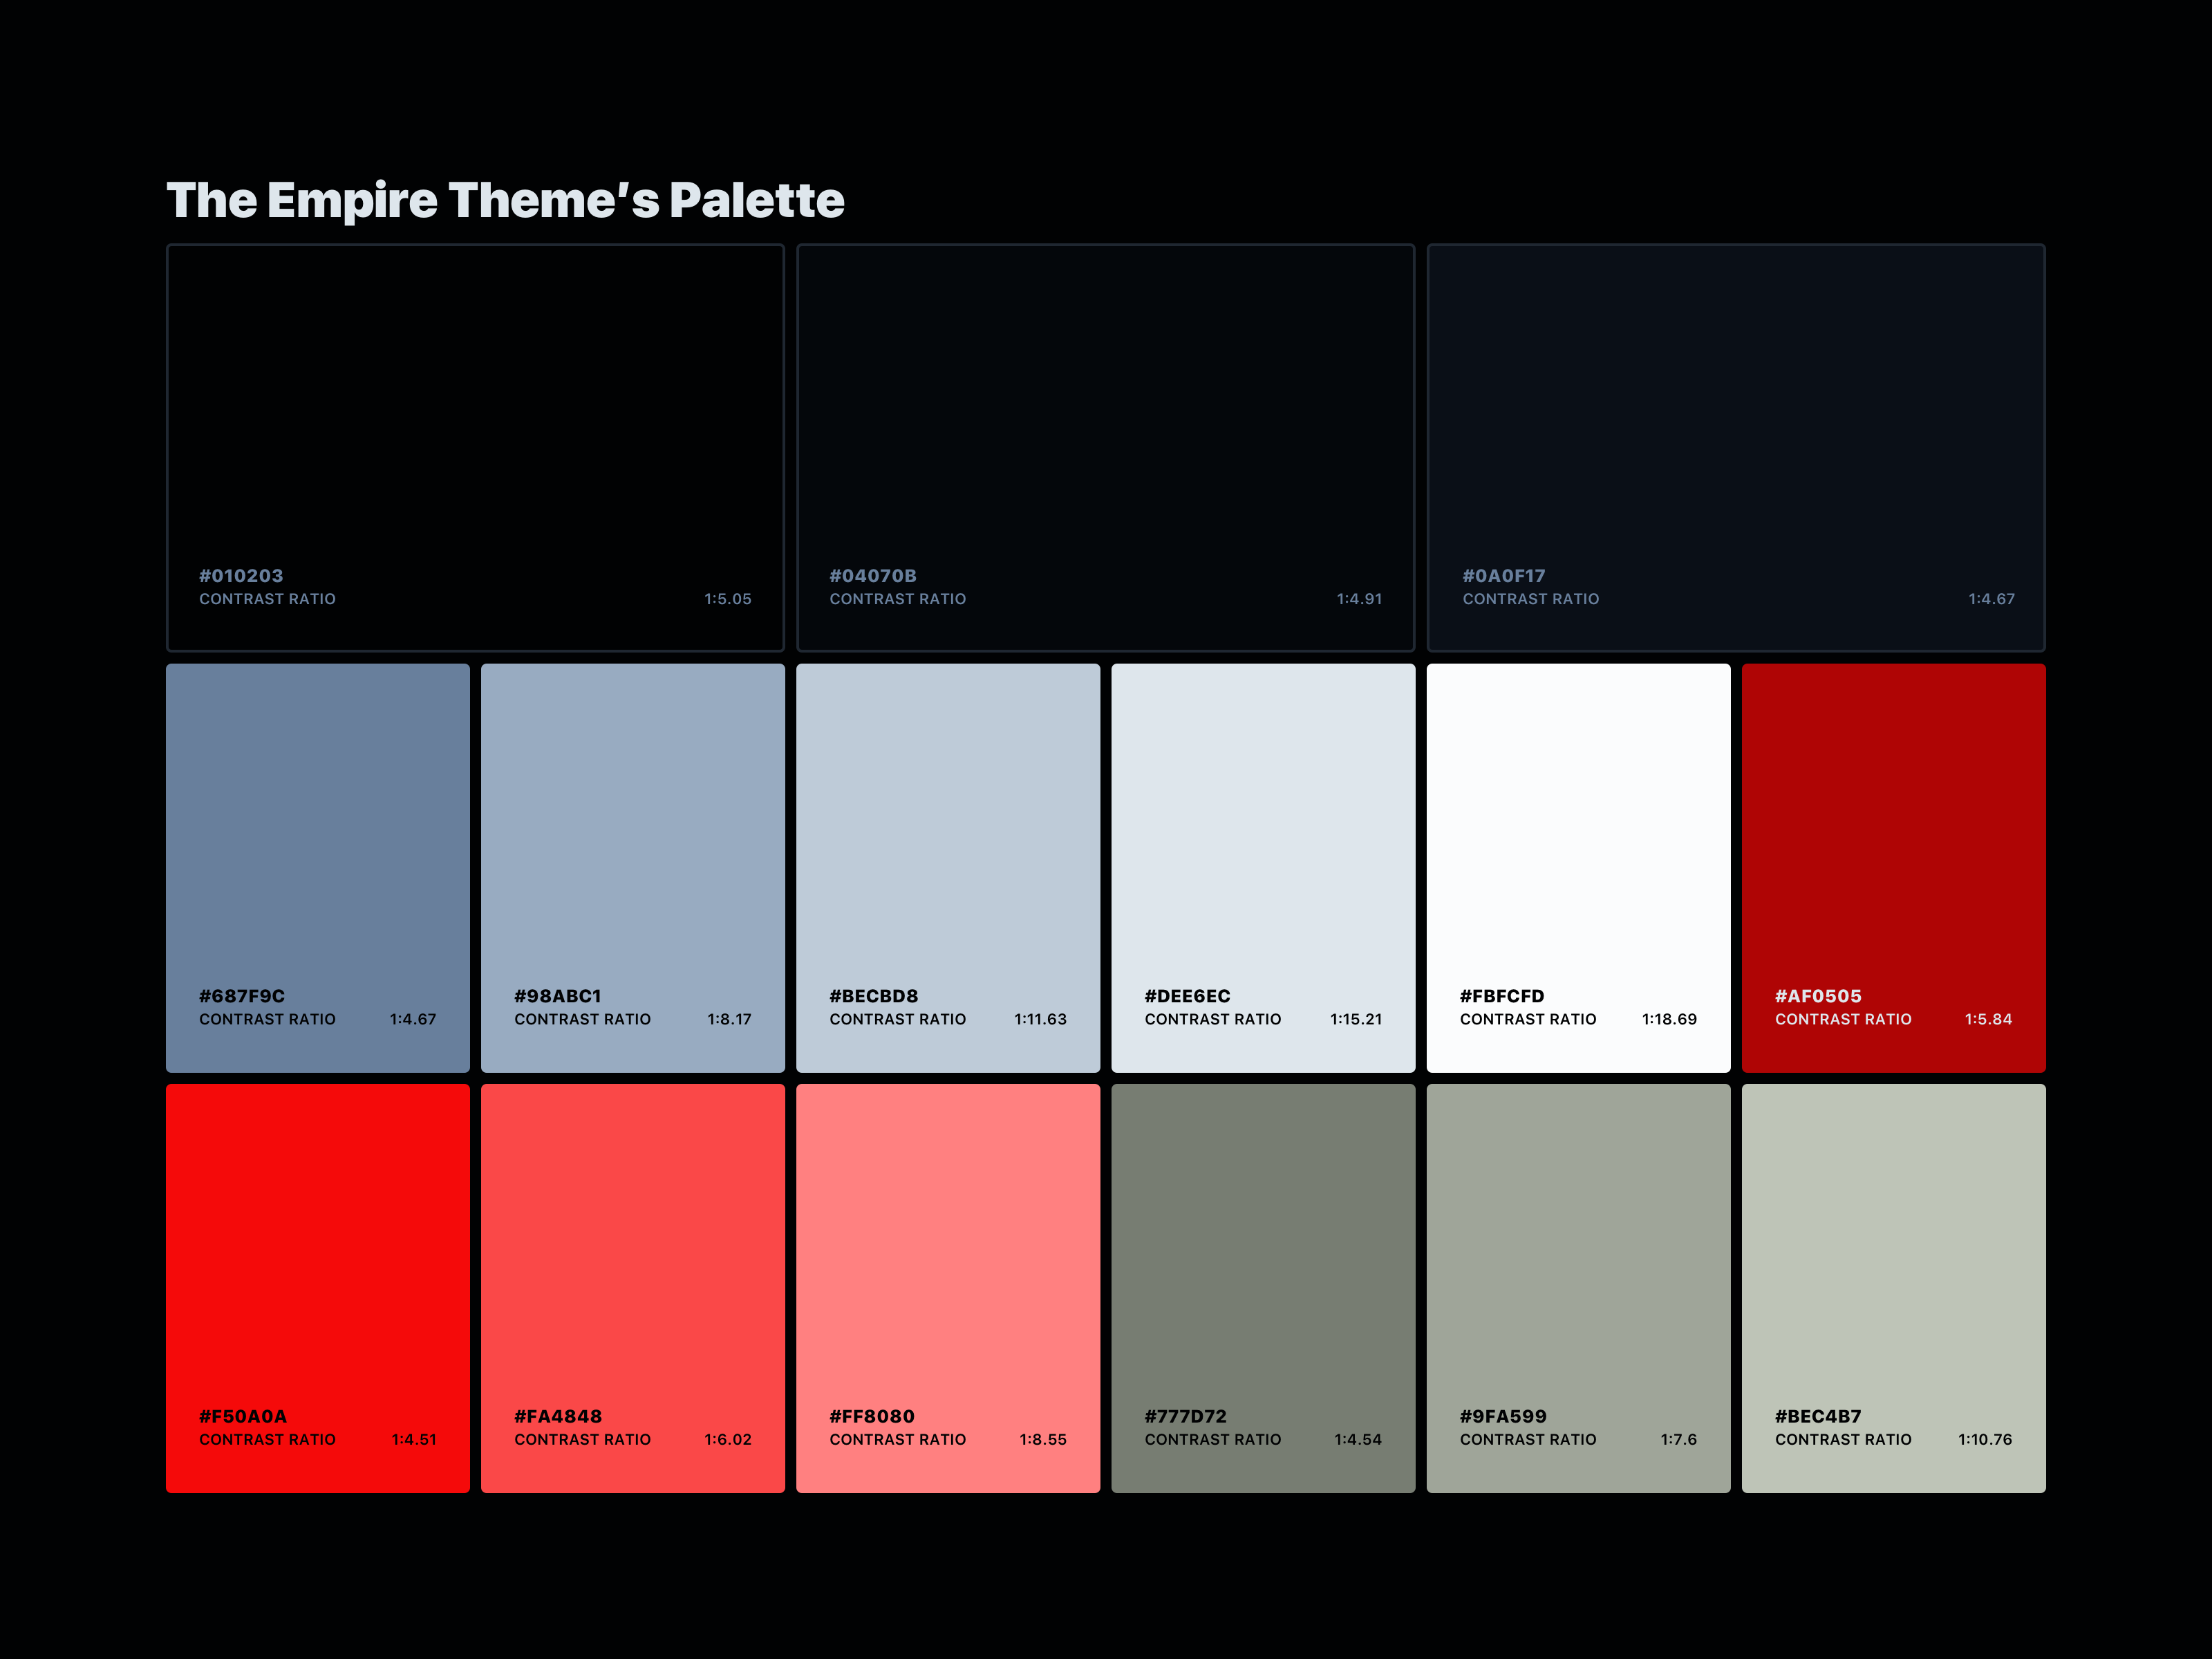 The Empire Theme’s Palette
#010203
CONTRAST RATIO 1:5.05
#04070B
CONTRAST RATIO 1:4.91
#0A0F17
CONTRAST RATIO 1:4.67
#687F9C
CONTRAST RATIO 1:4.67
#98ABC1
CONTRAST RATIO 1:8.17
#BECBD8
CONTRAST RATIO 1:11.63
#DEE6EC
CONTRAST RATIO 1:15.21
#FBFCFD
CONTRAST RATIO 1:18.69
#AF0505
CONTRAST RATIO 1:5.84
#F50A0A
CONTRAST RATIO 1:4.51
#FA4848
CONTRAST RATIO 1:6.02
#FF8080
CONTRAST RATIO 1:8.55
#777D72
CONTRAST RATIO 1:4.54
#9FA599
CONTRAST RATIO 1:7.6
#BEC4B7
CONTRAST RATIO 1:10.76